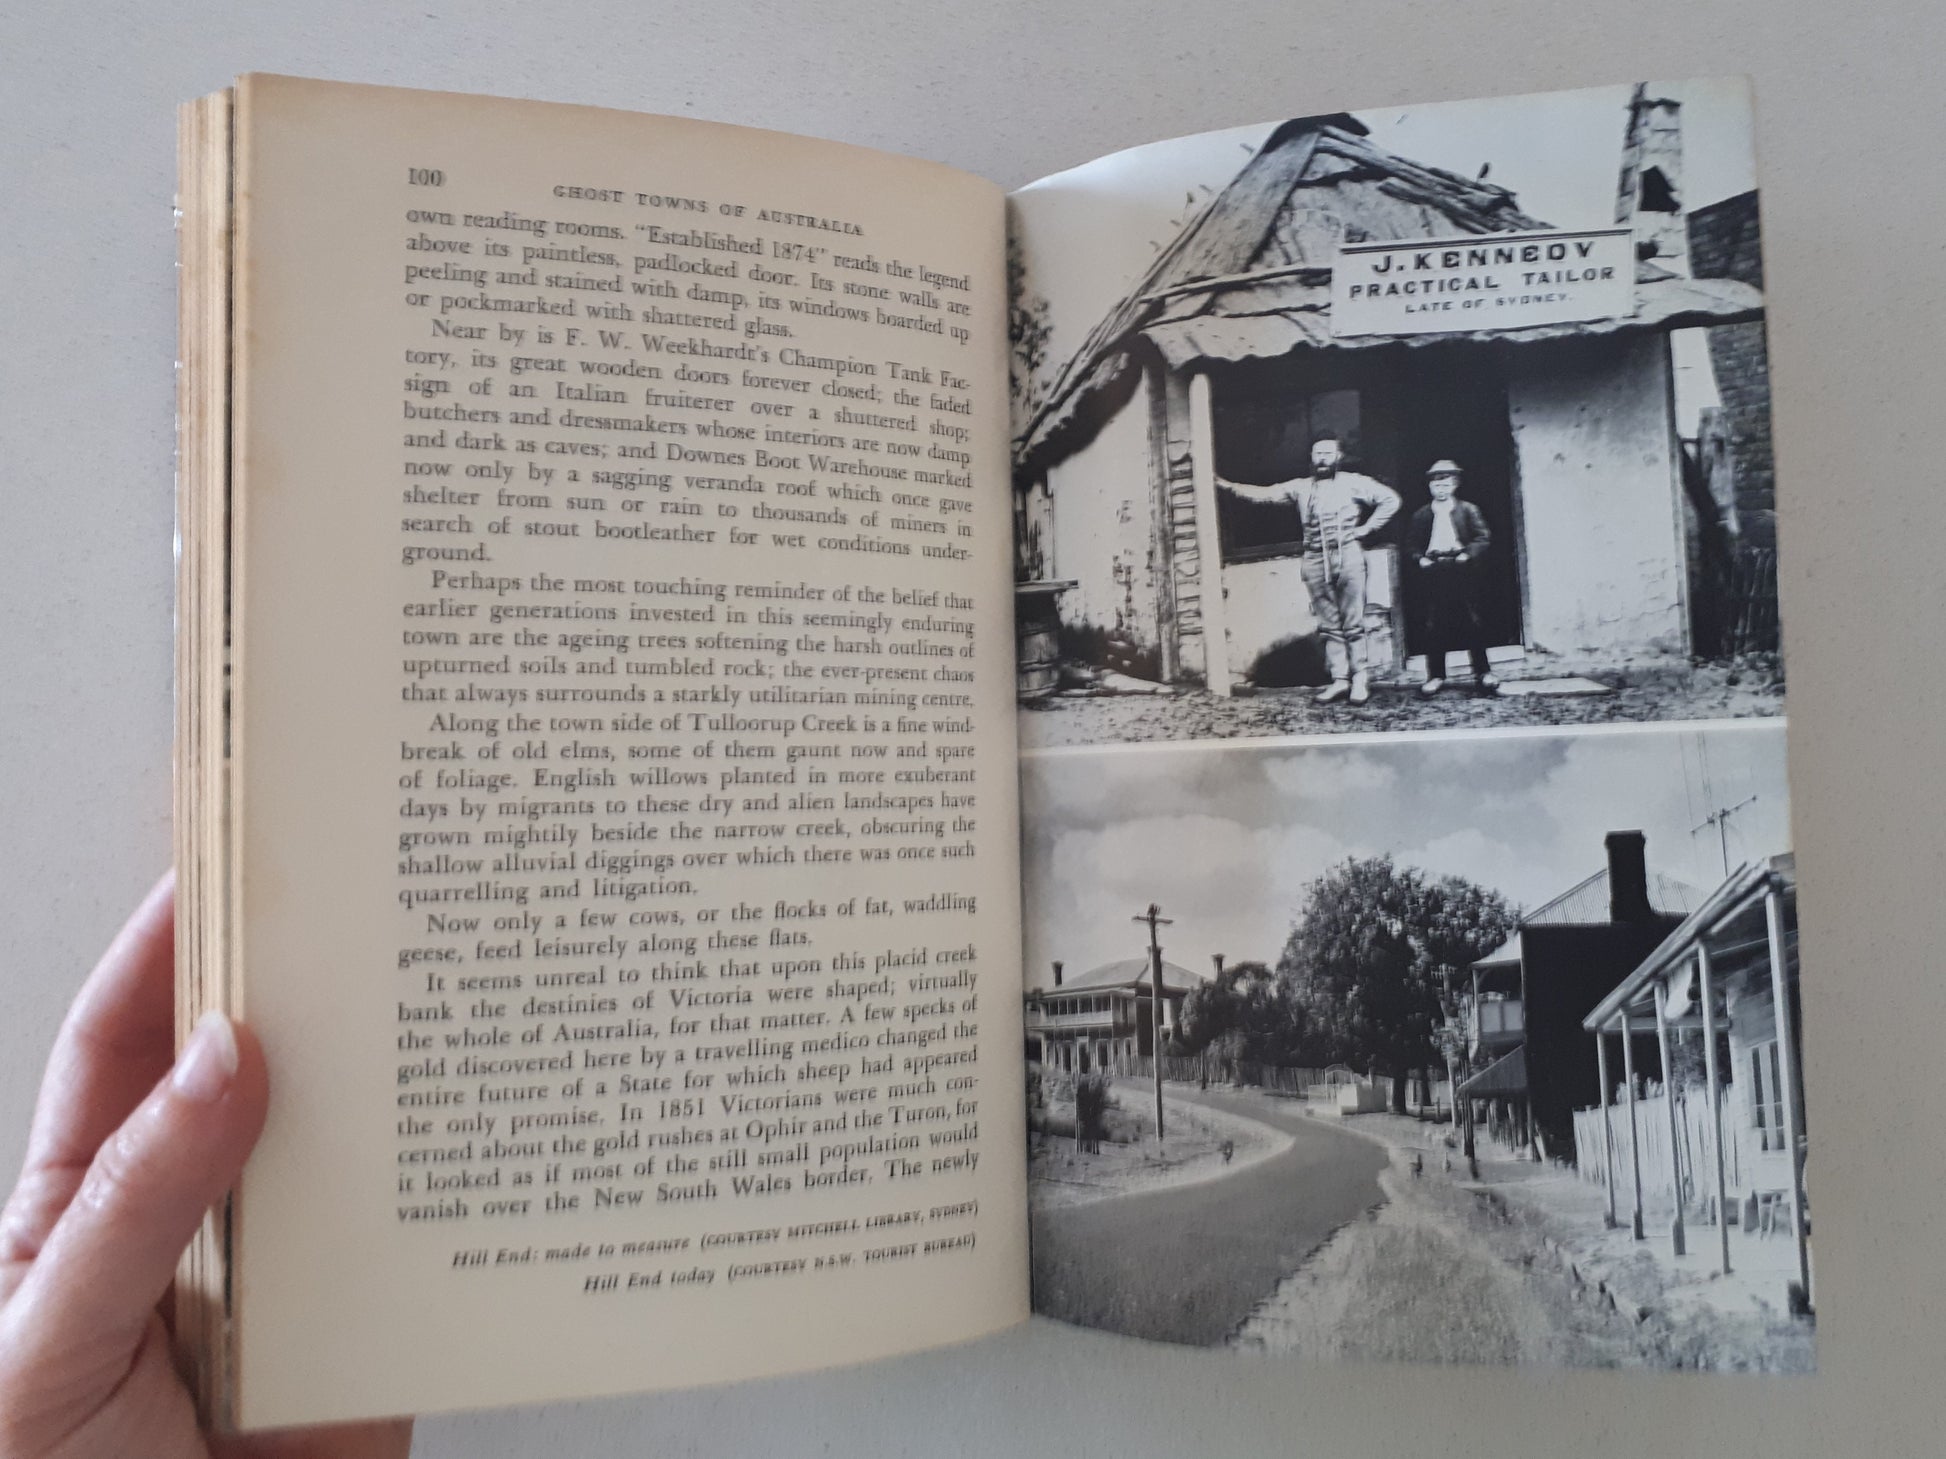 100
GHOST TOWNS OF AUSTRALIA
own reading rooms. “Established 1874” reads the legend
above its paintless, padlocked door. Its stone walls are
peeling and stained with damp, its windows boarded up
or pockmarked with shattered glass.
Near by is F. W. Weekhardt's Champion Tank Fac-
tory, its great wooden doors forever closed; the faded
sign of an Italian fruiterer over a shuttered shop;
butchers and dressmakers whose interiors are now damp
and dark as caves; and Downes Boot Warehouse marked
now only by a sagging veranda roof which once gave
shelter from sun or rain to thousands of miners in
search of stout bootleather for wet conditions under-
ground.
Perhaps the most touching reminder of the belief that
earlier generations invested in this seemingly enduring
town are the ageing trees softening the harsh outlines of
upturned soils and tumbled rock; the ever-present chaos
that always surrounds a starkly utilitarian mining centre.
Along the town side of Tulloorup Creek is a fine wind-
break of old elms, some of them gaunt now and spare
of foliage. English willows planted in more exuberant
days by migrants to these dry and alien landscapes have
grown mightily beside the narrow creek, obscuring the
shallow alluvial diggings over which there was once such
quarrelling and litigation.
Now only a few cows, or the flocks of fat, waddling
geese, feed leisurely along these flats.
It seems unreal to think that upon this placid creek
bank the destinies of Victoria were shaped; virtually
the whole of Australia, for that matter. A few specks of
gold discovered here by a travelling medico changed the
entire future of a State for which sheep had appeared
the only promise. In 1851 Victorians were much con-
cerned about the gold rushes at Ophir and the Turon, for
it looked as if most of the still small population would
vanish over the New South Wales border. The newly
Hill End: made to measure (COURTESY MITCHELL LIBRARY, SYDNEY)
Hill End today (COURTESY N.S.W. TOURIST BUREAU)
J. KENNEDY
PRACTICAL TAILOR
LATE OF SYDNEY.